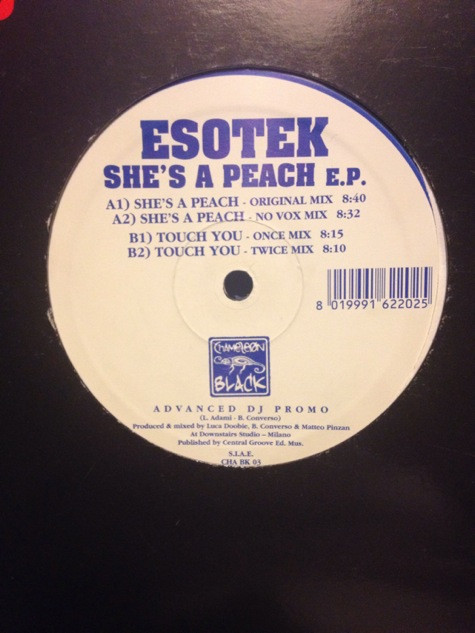 ESOTEK
SHE'S A PEACH E.P.
A1) SHE'S A PEACH - ORIGINAL MIX 8:40
A2) SHE'S A PEACH - NO VOX MIX 8:32
B1) TOUCH YOU - ONCE MIX 8:15
B2) TOUCH YOU - TWICE MIX 8:10
8 019991 622025
CHAMELEON
BLACK
ADVANCED DJ PROMO
(L. Adami - B. Converso)
Produced & mixed by Luca Doobie, B. Converso & Matteo Pinzan
At Downstairs Studio – Milano
Published by Central Groove Ed. Mus.
S.I.A.E.
CHA BK 03